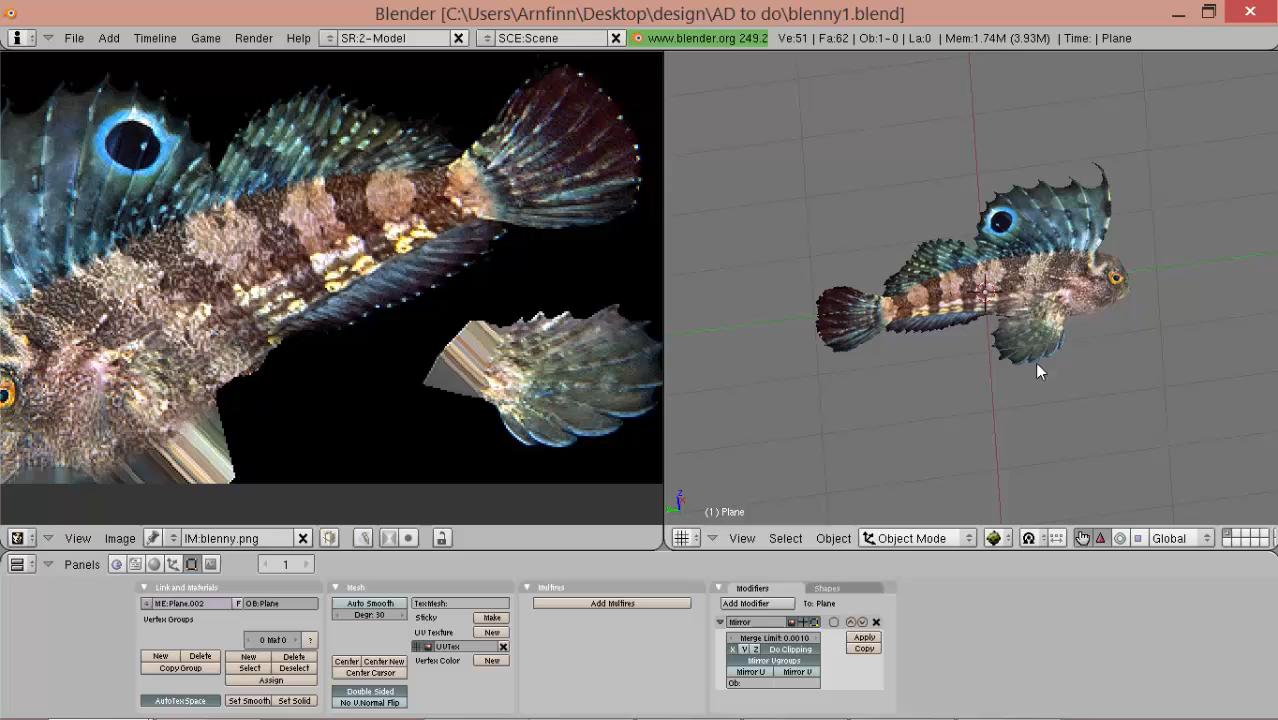 Blender [C:\Users\Arnfinn\Desktop\design\AD to do\blenny1.blend]
File Add Timeline Game Render Help SR:2-Model SCE:Scene www.blender.org 249.2 Ve:51 | Fa:62 | Ob:1-0 | La:0 | Mem:1.74M (3.93M) | Time: | Plane
z
(1) Plane
View Image IM:blenny.png
View Select Object Object Mode Global
Panels 1
Link and Materials
ME:Plane.002 F OB:Plane
Vertex Groups
0 Mat 0 ?
New Delete New Delete
Copy Group Select Deselect
Assign
AutoTexSpace Set Smooth Set Solid
Mesh
Auto Smooth TexMesh:
Degr: 30 Sticky Make
UV Texture New
UVTex
Center Center New Vertex Color New
Center Cursor
Double Sided
No V.Normal Flip
Multires
Add Multires
Modifiers Shapes
Add Modifier To: Plane
Mirror
Merge Limit: 0.0010 Apply
X Y Z Do Clipping Copy
Mirror Vgroups
Mirror U Mirror V
Ob: